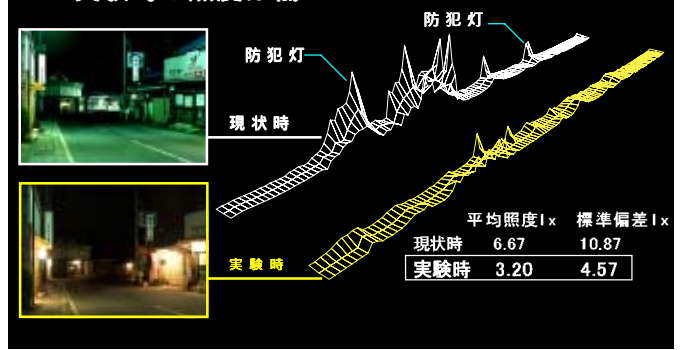 防犯灯
防犯灯
現状時
実験時
平均照度lx 標準偏差lx
現状時 6.67 10.87
実験時 3.20 4.57